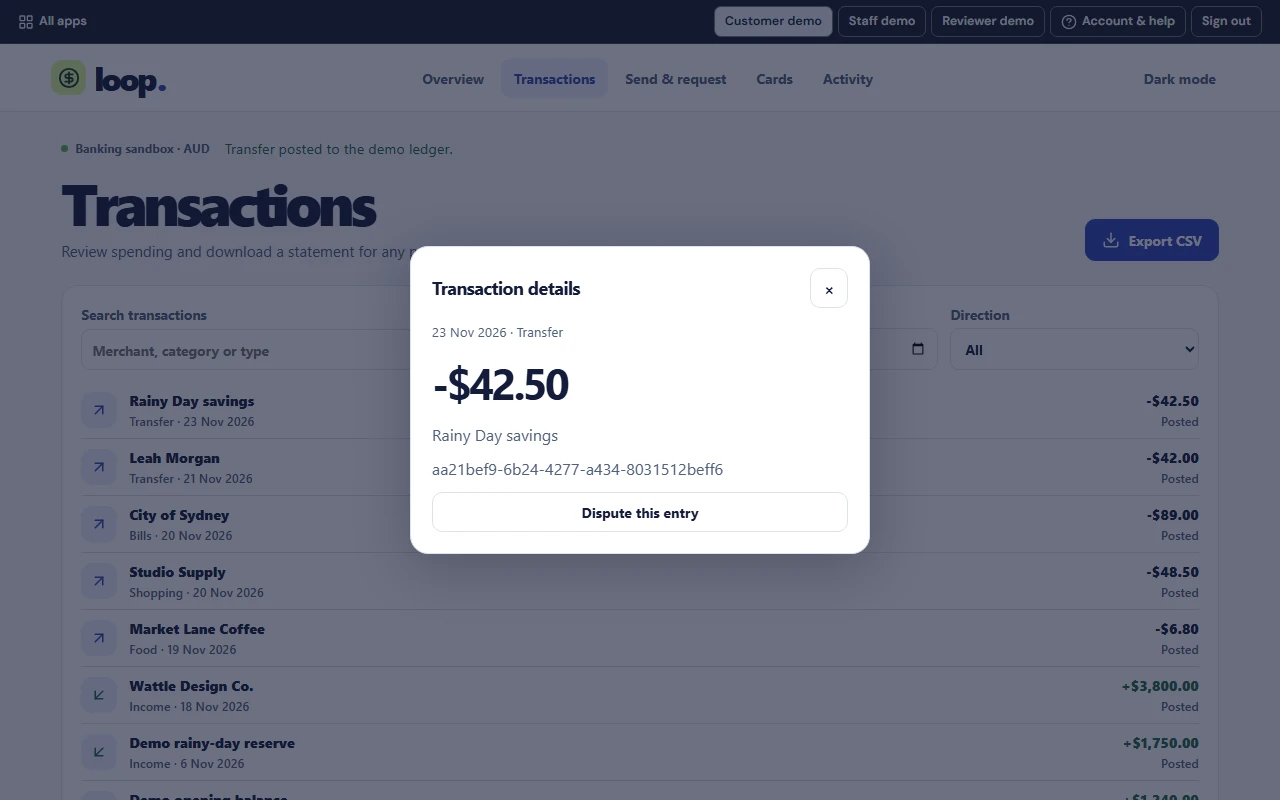 All apps
Customer demo
Staff demo
Reviewer demo
Account & help
Sign out
loop.
Overview
Transactions
Send & request
Cards
Activity
Dark mode
Banking sandbox · AUD
Transfer posted to the demo ledger.
Transactions
Review spending and download a statement for any
Export CSV
Search transactions
Merchant, category or type
Direction
All
Rainy Day savings
Transfer · 23 Nov 2026
-$42.50
Posted
Leah Morgan
Transfer · 21 Nov 2026
-$42.00
Posted
City of Sydney
Bills · 20 Nov 2026
-$89.00
Posted
Studio Supply
Shopping · 20 Nov 2026
-$48.50
Posted
Market Lane Coffee
Food · 19 Nov 2026
-$6.80
Posted
Wattle Design Co.
Income · 18 Nov 2026
+$3,800.00
Posted
Demo rainy-day reserve
Income · 6 Nov 2026
+$1,750.00
Posted
Demo opening balance
+$1,240.00
Transaction details
×
23 Nov 2026 · Transfer
-$42.50
Rainy Day savings
aa21bef9-6b24-4277-a434-8031512beff6
Dispute this entry